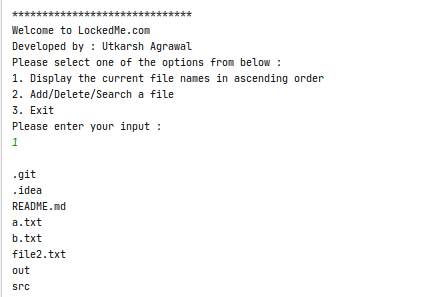 ******************************
Welcome to LockedMe.com
Developed by : Utkarsh Agrawal
Please select one of the options from below :
1. Display the current file names in ascending order
2. Add/Delete/Search a file
3. Exit
Please enter your input :
1
.git
.idea
README.md
a.txt
b.txt
file2.txt
out
src